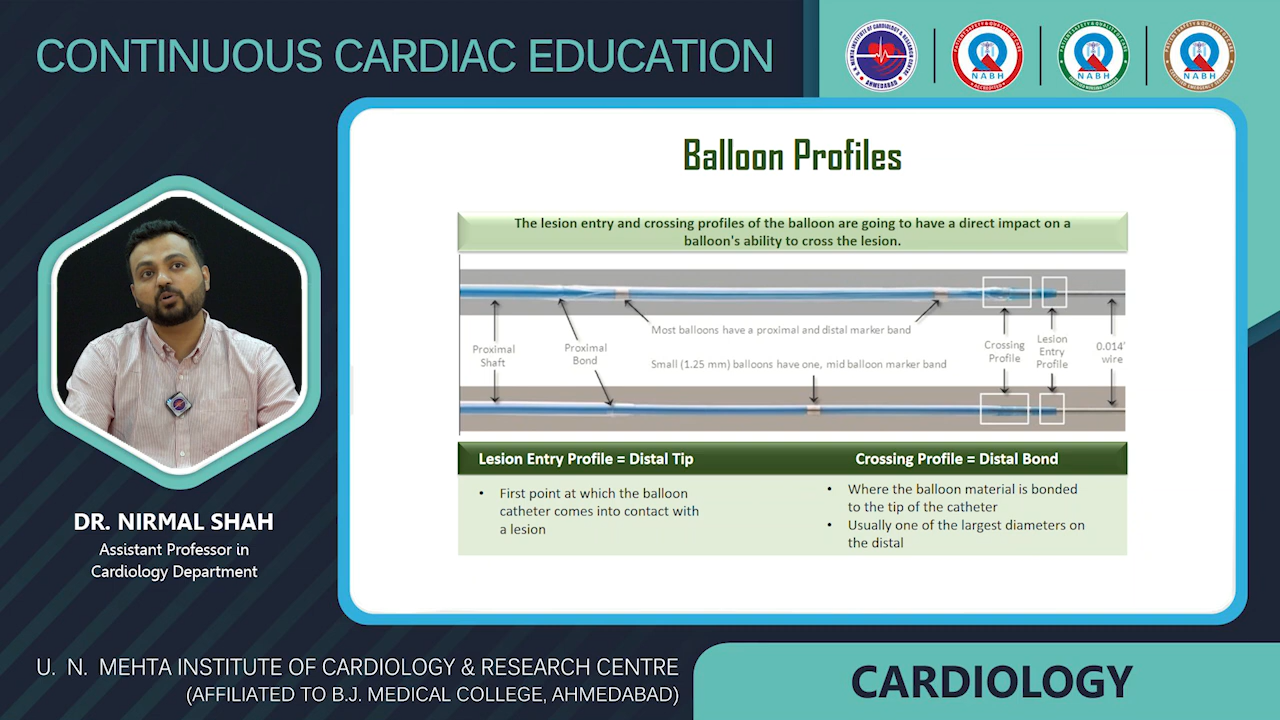 CONTINUOUS CARDIAC EDUCATION
NABH
NABH
NABH
Balloon Profiles
The lesion entry and crossing profiles of the balloon are going to have a direct impact on a
balloon's ability to cross the lesion.
Most balloons have a proximal and distal marker band
Proximal
Shaft
Proximal
Bond
Small (1.25 mm) balloons have one, mid balloon marker band
Crossing
Profile
Lesion
Entry
Profile
0.014'
wire
Lesion Entry Profile = Distal Tip
• First point at which the balloon
catheter comes into contact with
a lesion
Crossing Profile = Distal Bond
• Where the balloon material is bonded
to the tip of the catheter
• Usually one of the largest diameters on
the distal
DR. NIRMAL SHAH
Assistant Professor in
Cardiology Department
U. N. MEHTA INSTITUTE OF CARDIOLOGY & RESEARCH CENTRE
(AFFILIATED TO B.J. MEDICAL COLLEGE, AHMEDABAD)
CARDIOLOGY